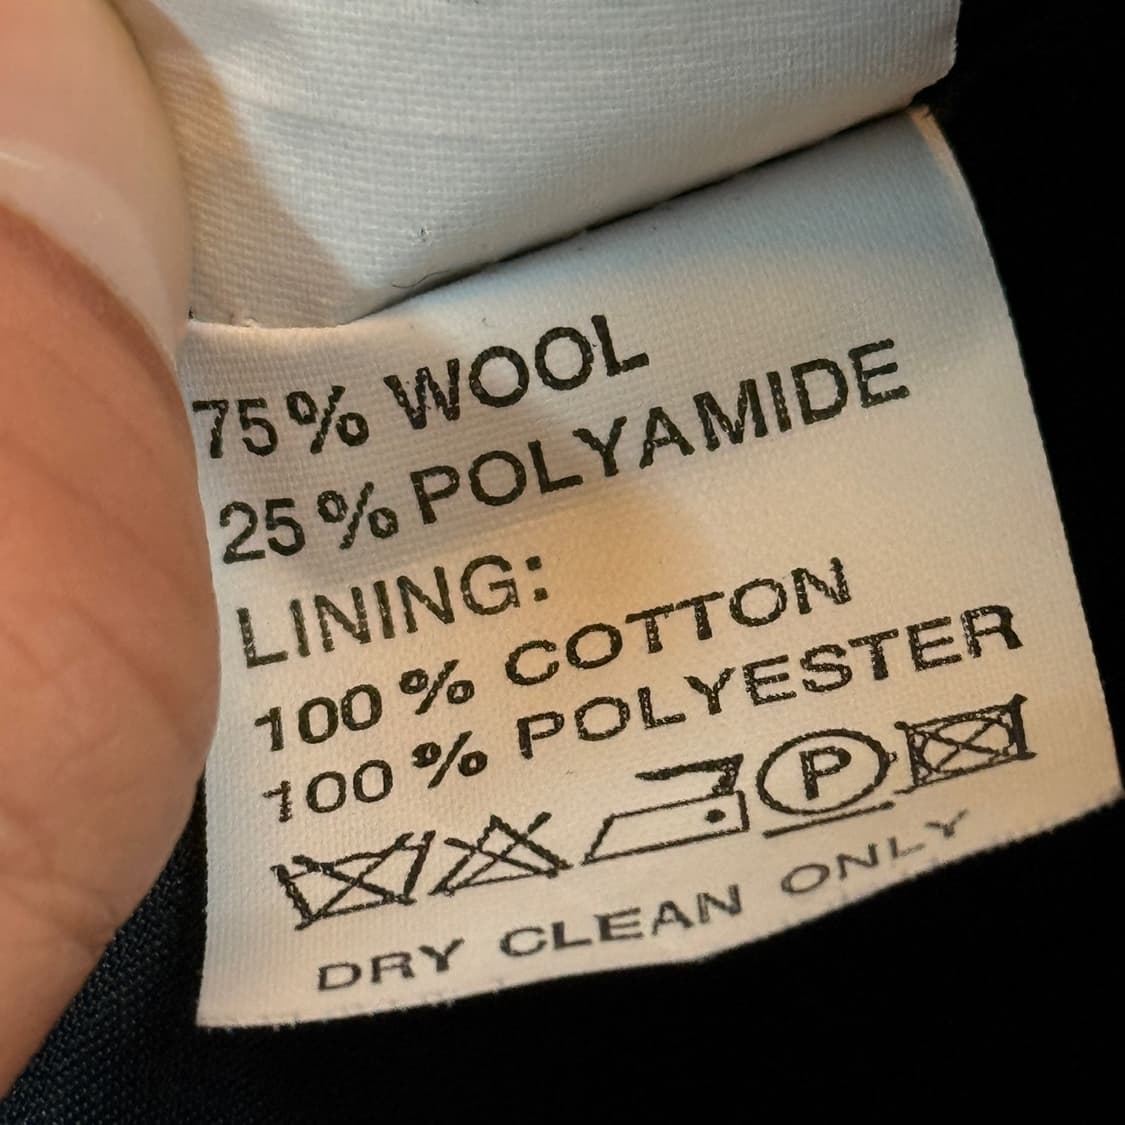 75% WOOL
25% POLYAMIDE
LINING:
100% COTTON
100% POLYESTER
P
DRY CLEAN ONLY